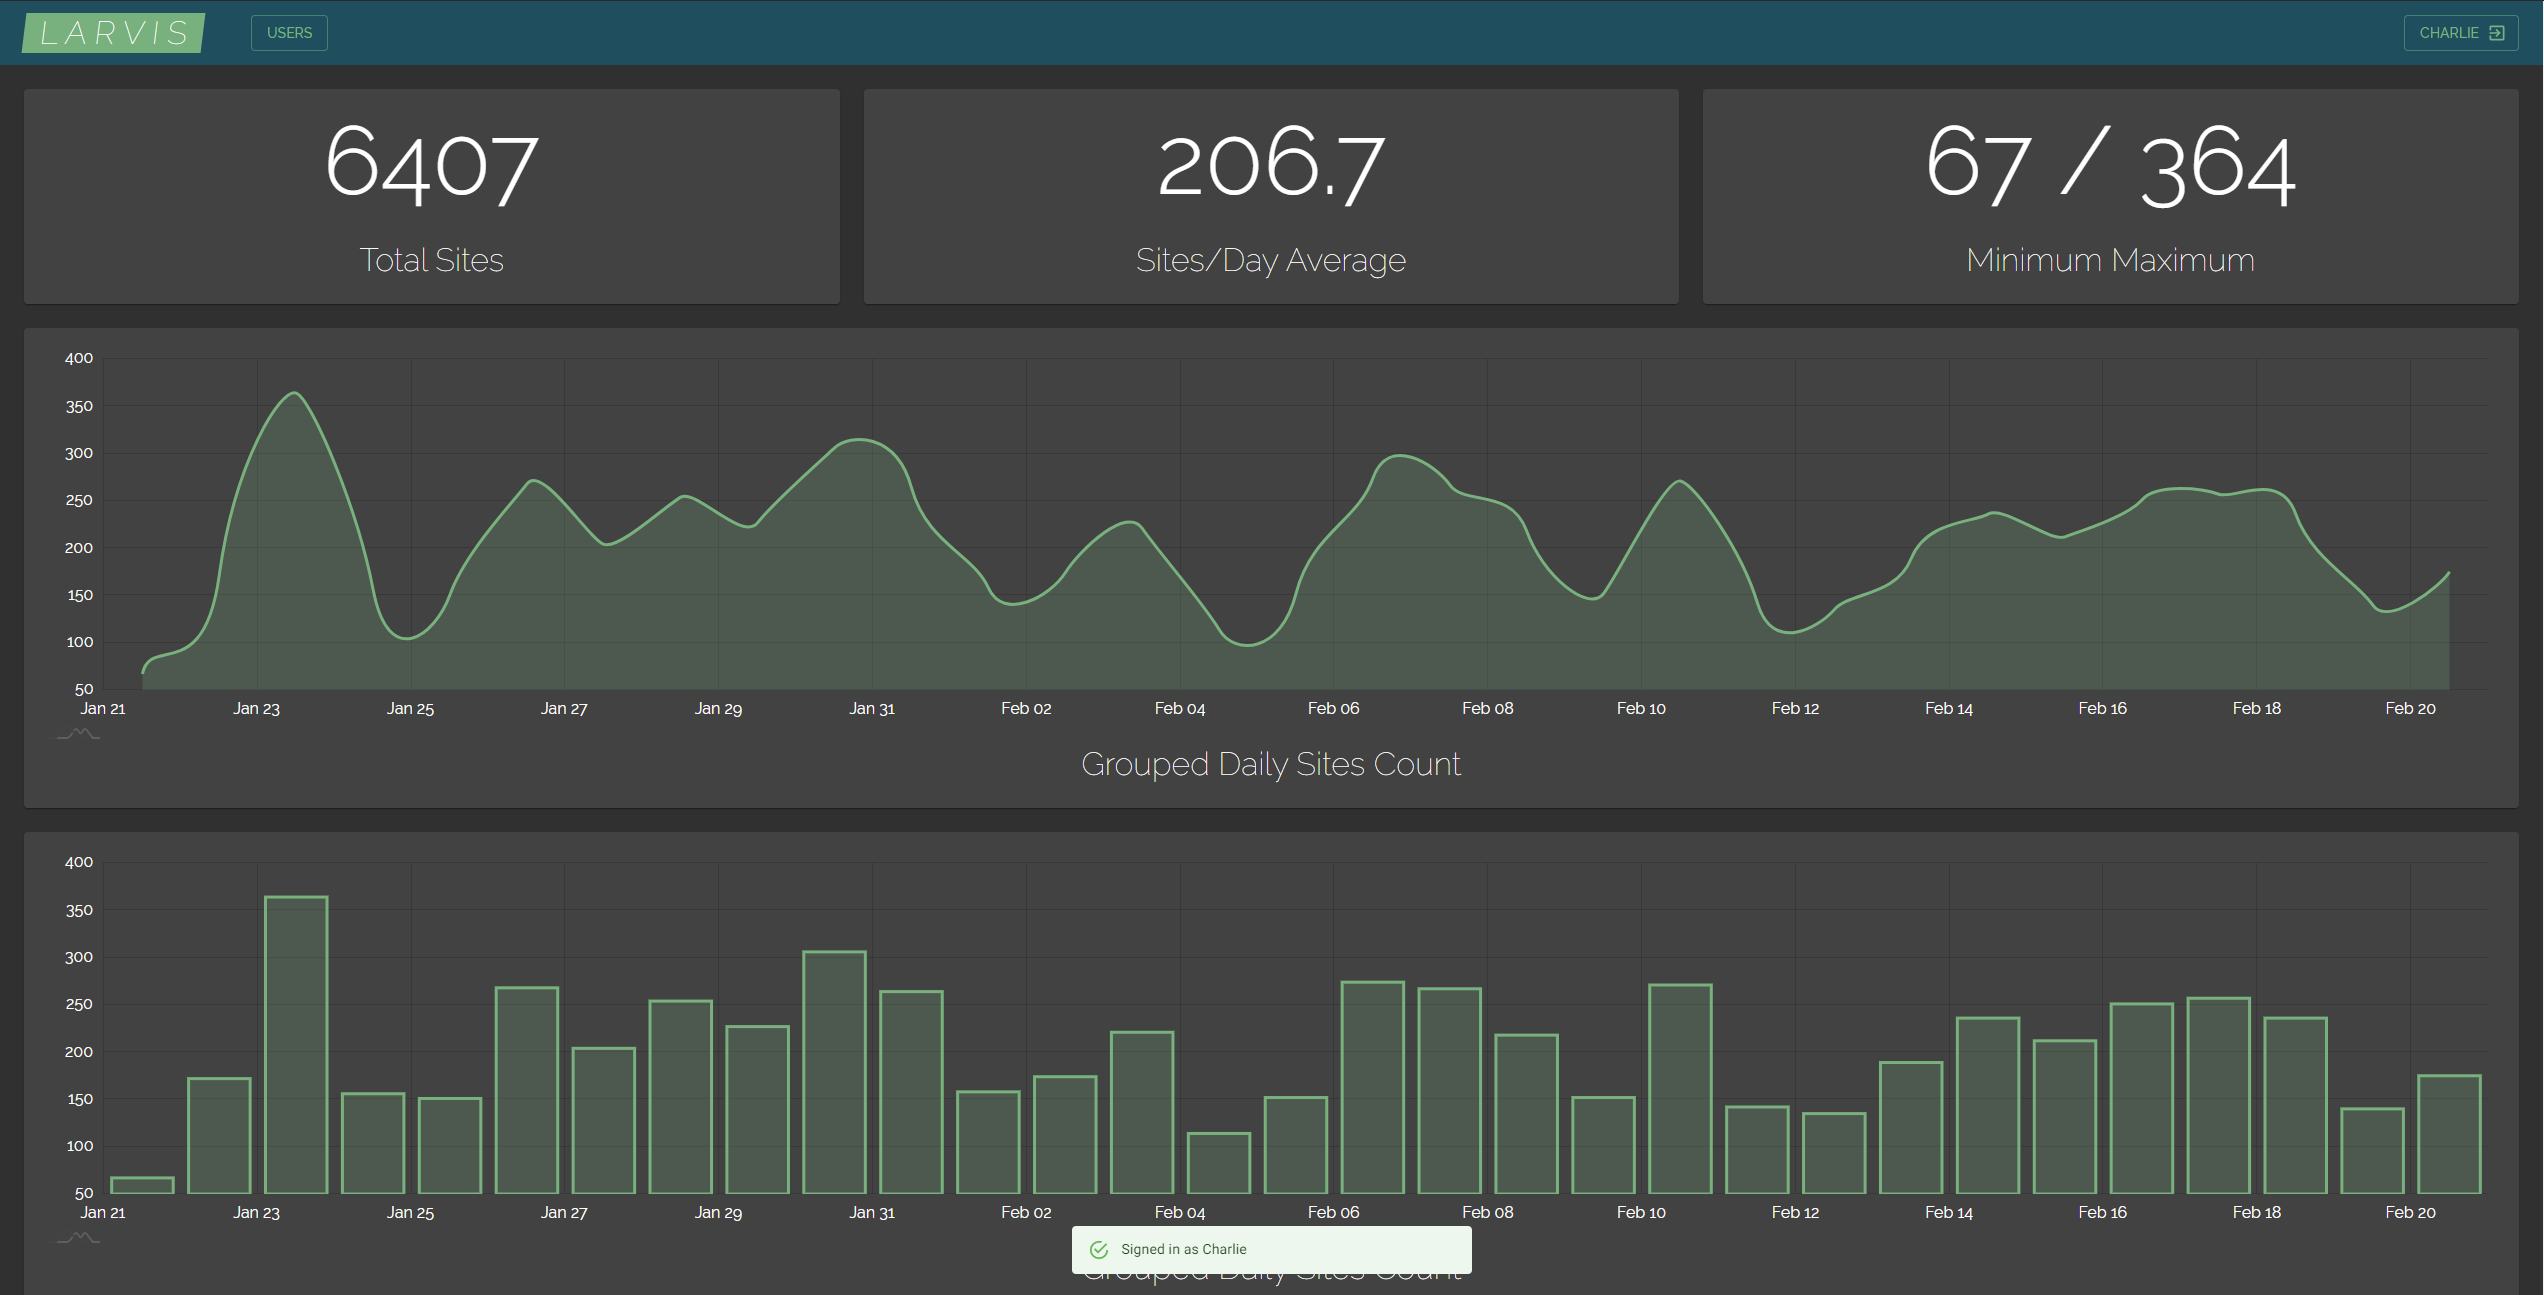 LARVIS
USERS
CHARLIE
6407
Total Sites
206.7
Sites/Day Average
67 / 364
Minimum Maximum
400
350
300
250
200
150
100
50
Jan 21 Jan 23 Jan 25 Jan 27 Jan 29 Jan 31 Feb 02 Feb 04 Feb 06 Feb 08 Feb 10 Feb 12 Feb 14 Feb 16 Feb 18 Feb 20
Grouped Daily Sites Count
400
350
300
250
200
150
100
50
Jan 21 Jan 23 Jan 25 Jan 27 Jan 29 Jan 31 Feb 02 Feb 04 Feb 06 Feb 08 Feb 10 Feb 12 Feb 14 Feb 16 Feb 18 Feb 20
Signed in as Charlie
Grouped Daily Sites Count